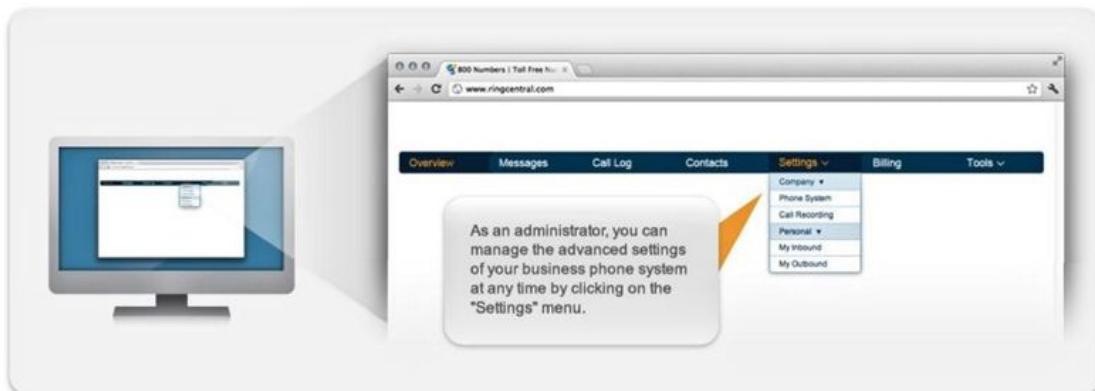 800 Numbers | Toll Free Nu
www.ringcentral.com
Overview Messages Call Log Contacts Settings Billing Tools
Company
Phone System
Call Recording
Personal
My Inbound
My Outbound
As an administrator, you can
manage the advanced settings
of your business phone system
at any time by clicking on the
"Settings" menu.